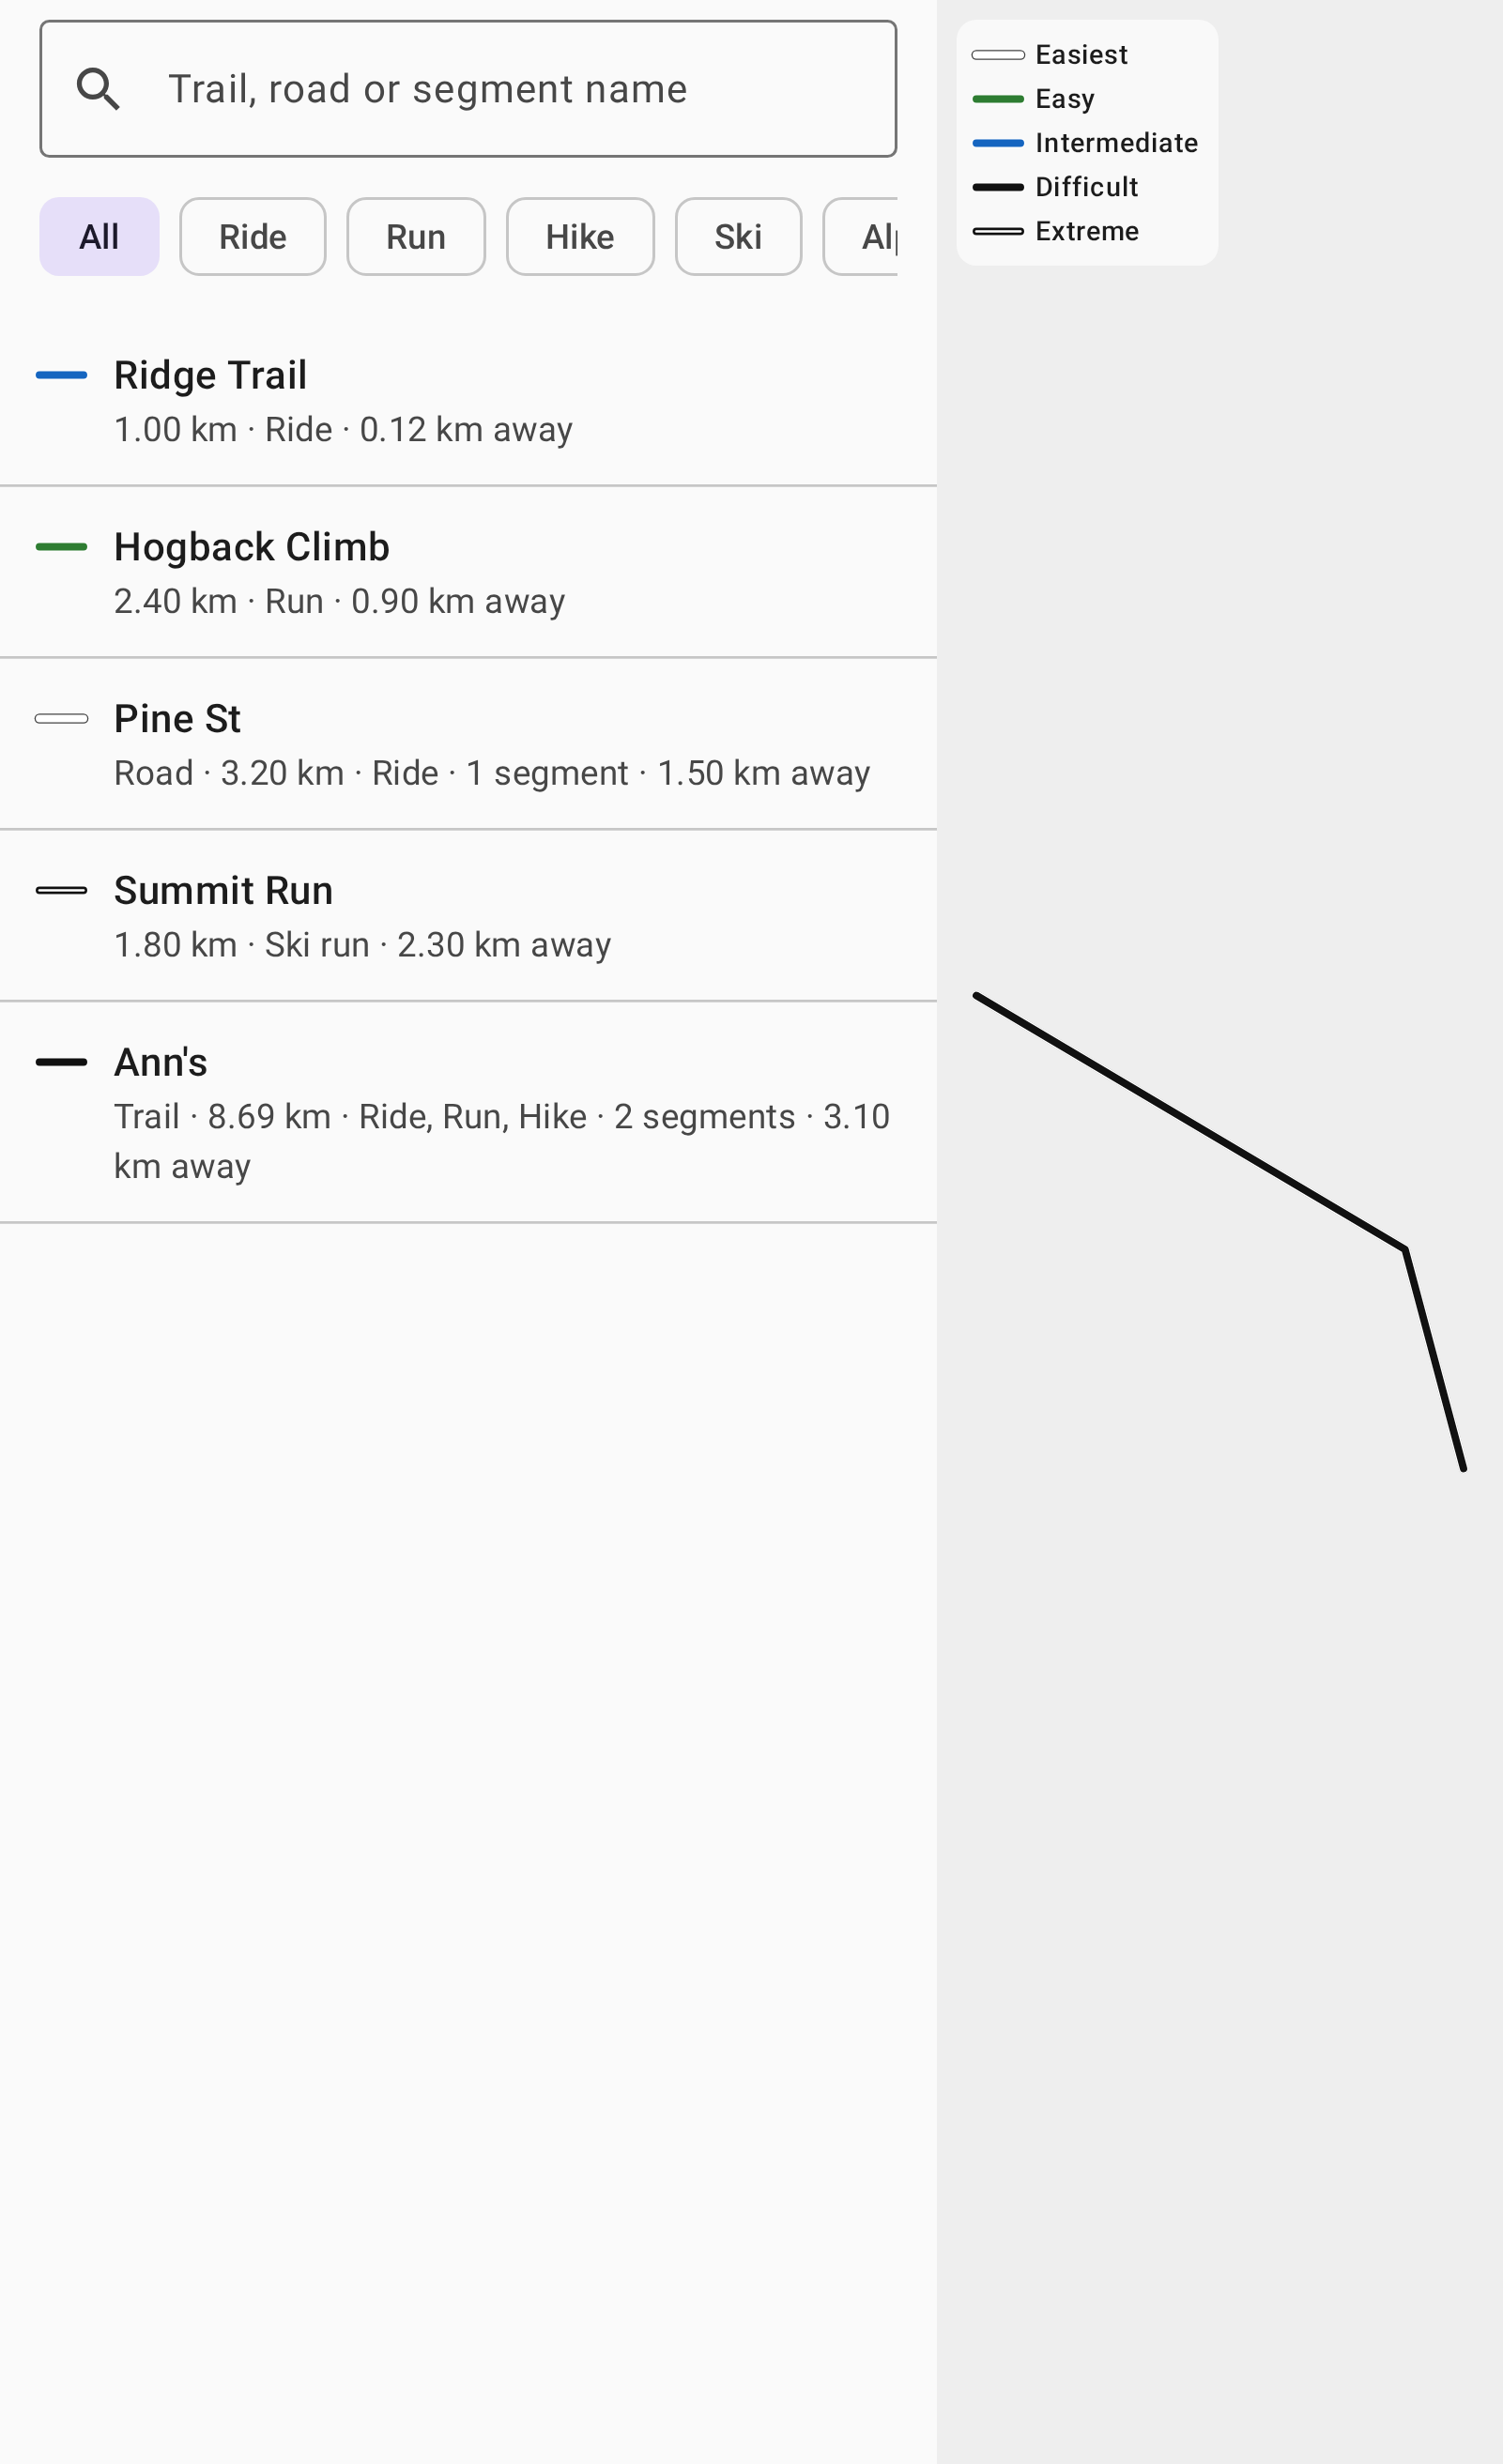 Trail, road or segment name
All
Ride
Run
Hike
Ski
Ridge Trail
1.00 km · Ride · 0.12 km away
Hogback Climb
2.40 km · Run · 0.90 km away
Pine St
Road · 3.20 km · Ride · 1 segment · 1.50 km away
Summit Run
1.80 km · Ski run · 2.30 km away
Ann's
Trail · 8.69 km · Ride, Run, Hike · 2 segments · 3.10
km away
Easiest
Easy
Intermediate
Difficult
Extreme